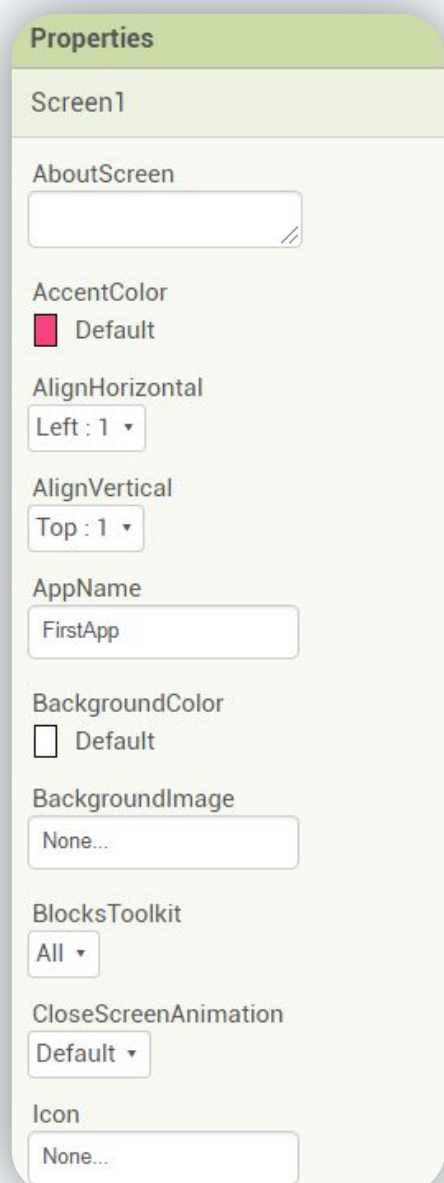 Properties
Screen1
AboutScreen
AccentColor
Default
AlignHorizontal
Left : 1
AlignVertical
Top : 1
AppName
FirstApp
BackgroundColor
Default
BackgroundImage
None...
BlocksToolkit
All
CloseScreenAnimation
Default
Icon
None...